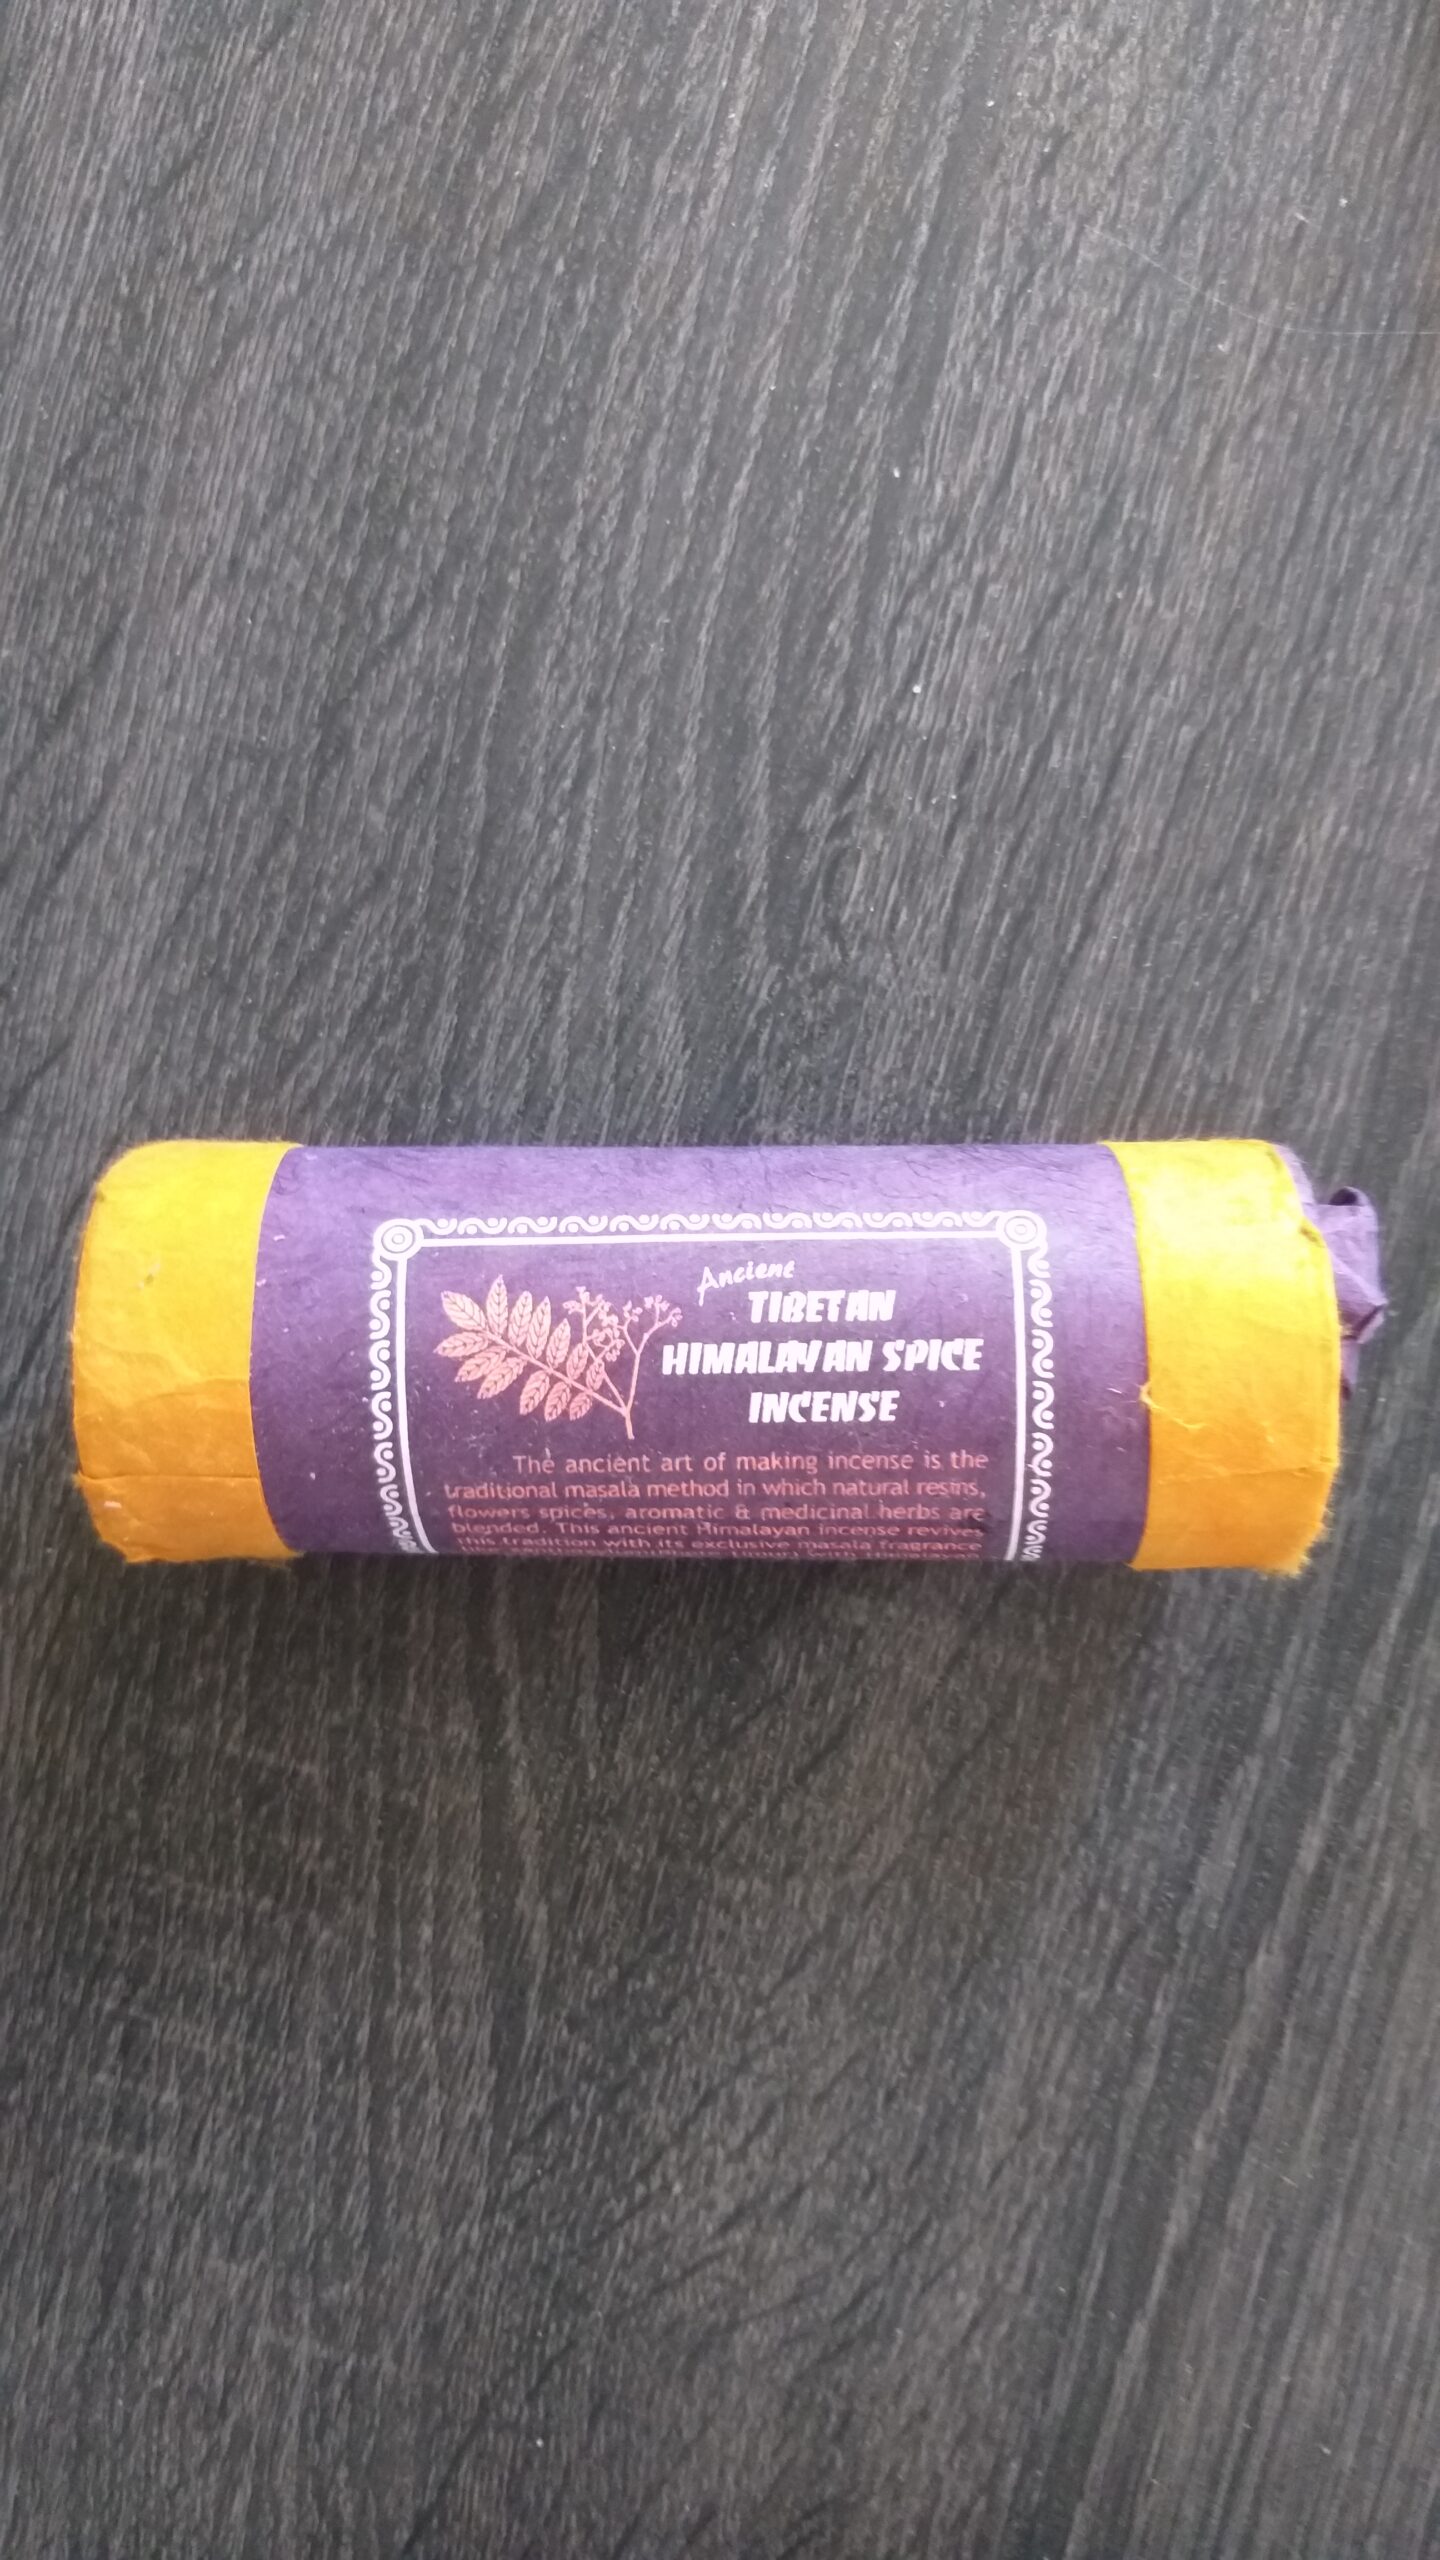 Ancient
TIBETAN
HIMALAYAN SPICE
INCENSE
The ancient art of making incense is the
traditional masala method in which natural resins,
flowers spices, aromatic & medicinal herbs are
blended. This ancient Himalayan incense revives
this tradition with its exclusive masala fragrance
with Himalayan